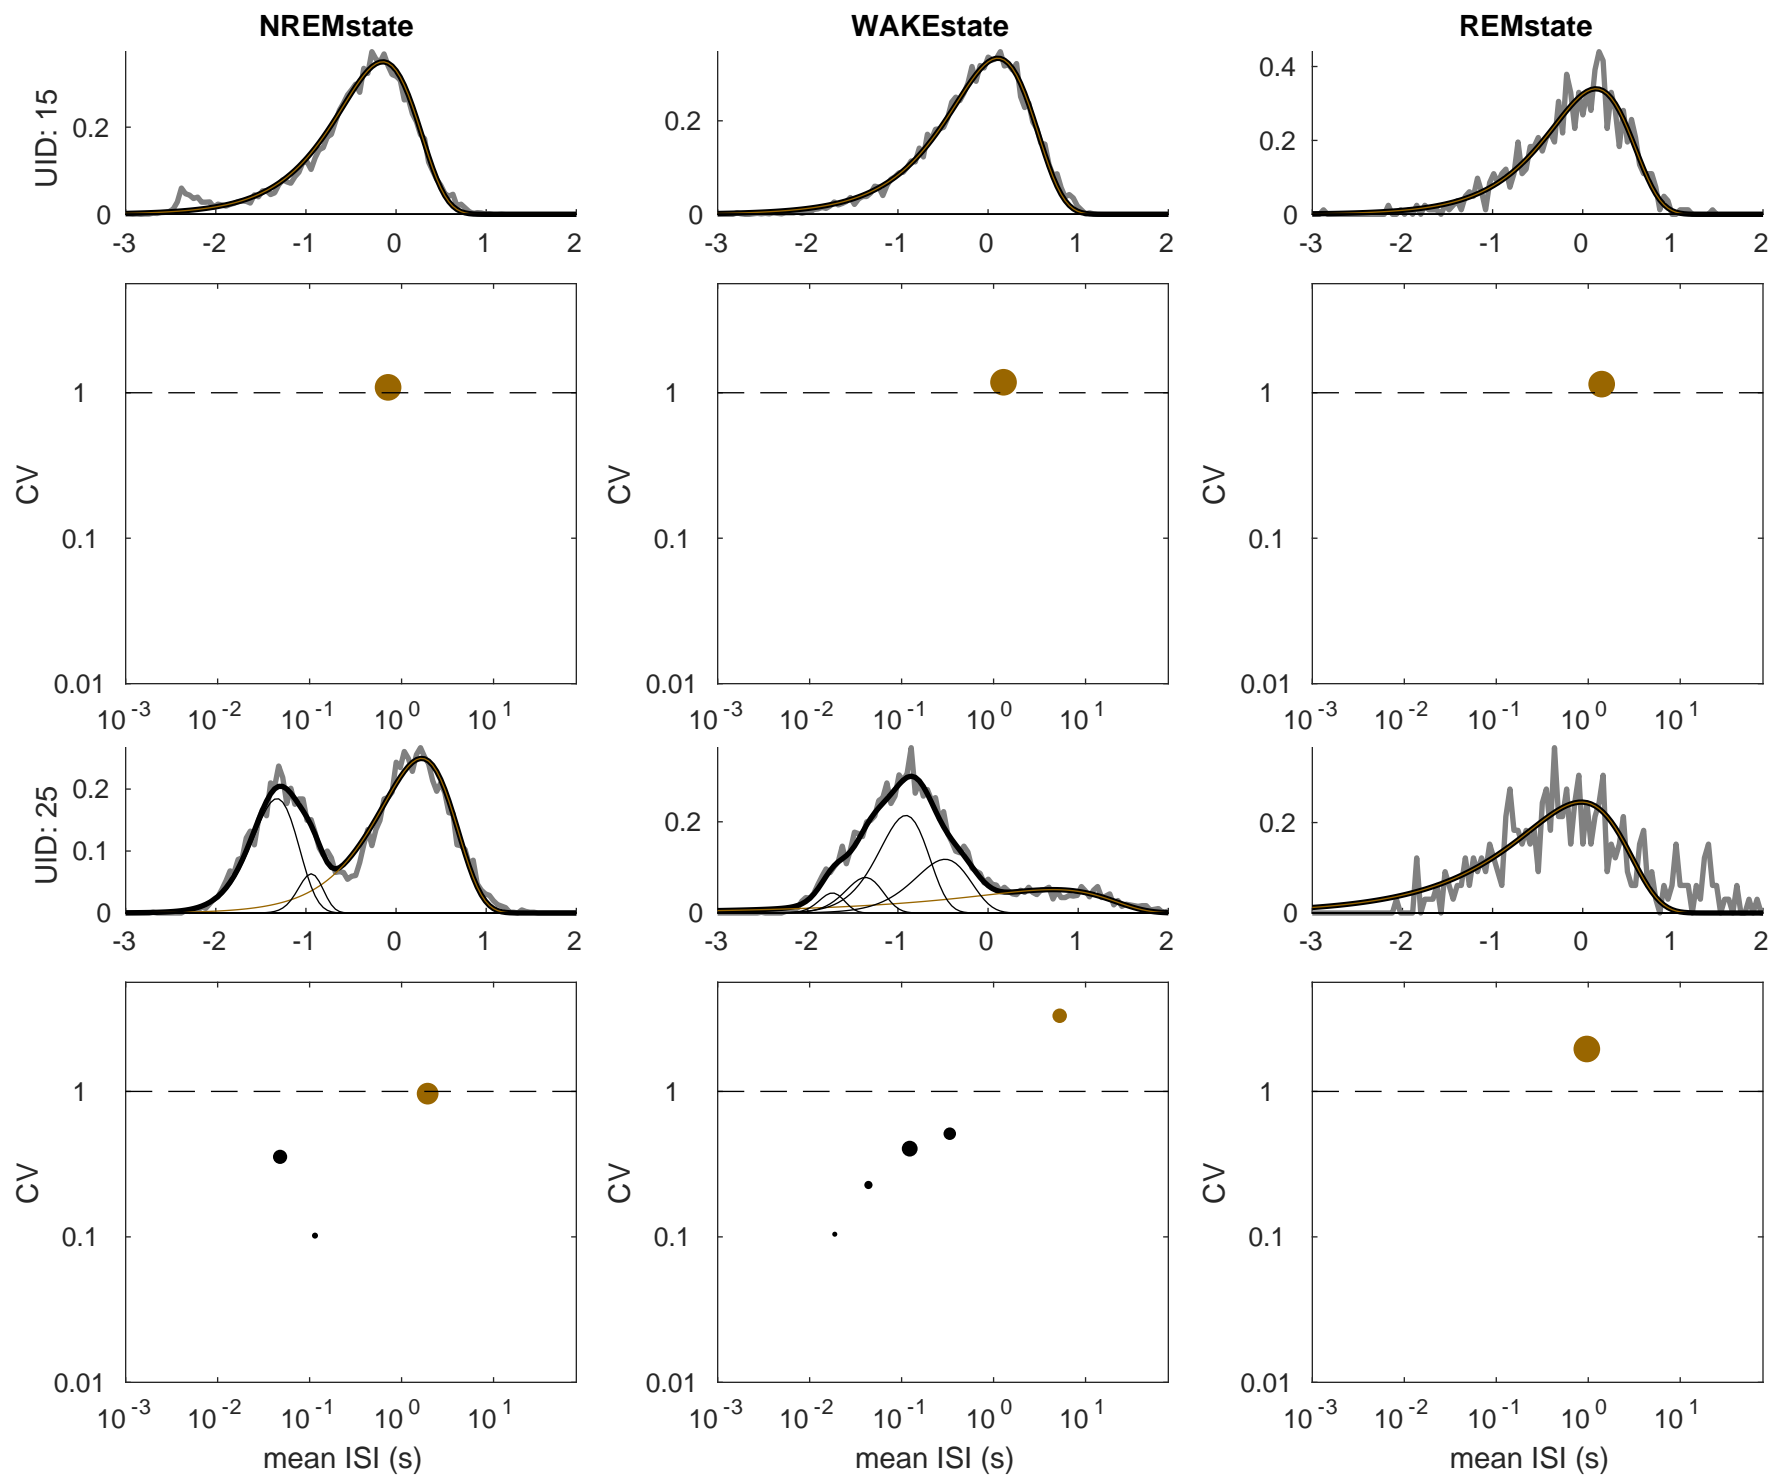 NREMstate WAKEstate REMstate
UID: 15
0.2 0.2 0.4
0 0 0.2
0
-3 -2 -1 0 1 2 -3 -2 -1 0 1 2 -3 -2 -1 0 1 2
CV CV CV
1 1 1
0.1 0.1 0.1
0.01 0.01 0.01
10^-3 10^-2 10^-1 10^0 10^1 10^-3 10^-2 10^-1 10^0 10^1 10^-3 10^-2 10^-1 10^0 10^1
UID: 25
0.2 0.2 0.2
0.1
0 0 0
-3 -2 -1 0 1 2 -3 -2 -1 0 1 2 -3 -2 -1 0 1 2
CV CV CV
1 1 1
0.1 0.1 0.1
0.01 0.01 0.01
10^-3 10^-2 10^-1 10^0 10^1 10^-3 10^-2 10^-1 10^0 10^1 10^-3 10^-2 10^-1 10^0 10^1
mean ISI (s) mean ISI (s) mean ISI (s)